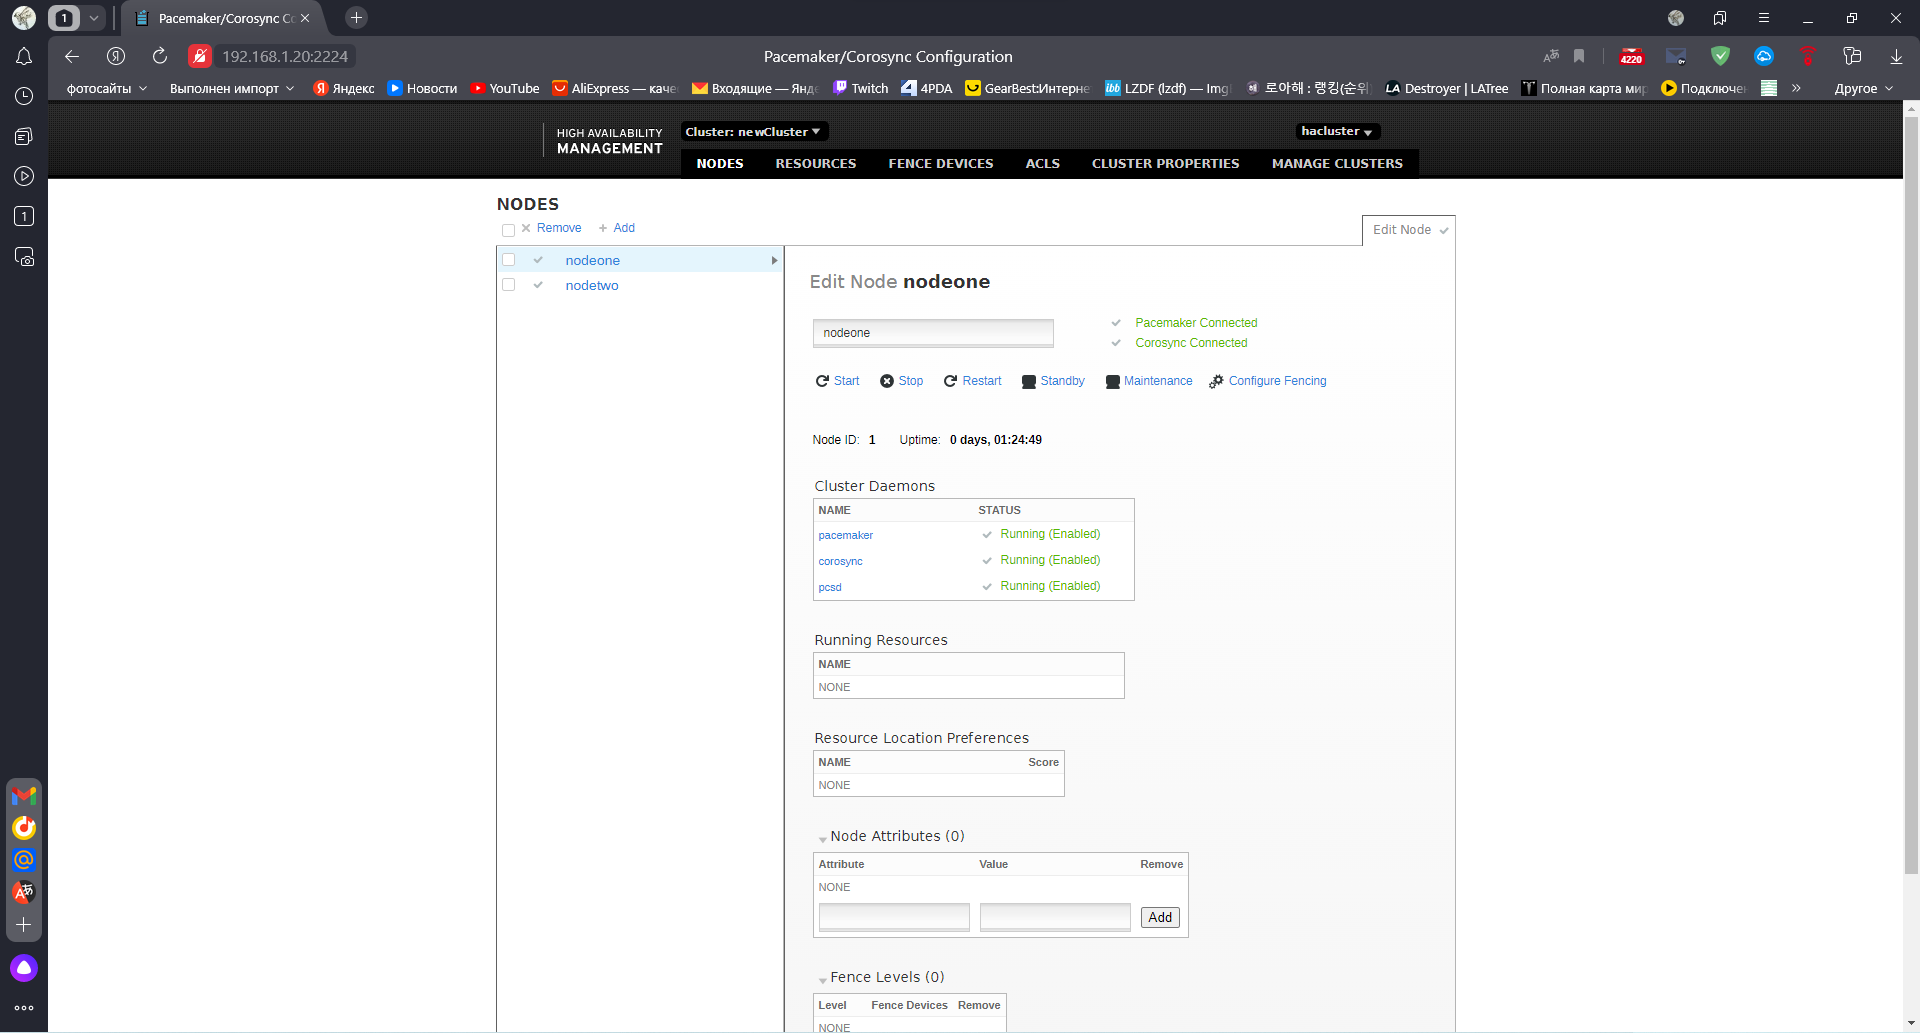 1
Pacemaker/Corosync Co
192.168.1.20:2224
Pacemaker/Corosync Configuration
4220
фотосайты
Выполнен импорт
Яндекс
Новости
YouTube
AliExpress — каче
Входящие — Янде
Twitch
4PDA
GearBest:Интерне
LZDF (lzdf) — Img
로아해 : 랭킹(순위
Destroyer | LATree
Полная карта мир
Подключен
Другое
1
HIGH AVAILABILITY
MANAGEMENT
Cluster: newCluster
hacluster
NODES
RESOURCES
FENCE DEVICES
ACLS
CLUSTER PROPERTIES
MANAGE CLUSTERS
NODES
Remove
Add
Edit Node
nodeone
nodetwo
Edit Node nodeone
nodeone
Pacemaker Connected
Corosync Connected
Start
Stop
Restart
Standby
Maintenance
Configure Fencing
Node ID: 1 Uptime: 0 days, 01:24:49
Cluster Daemons
NAME STATUS
pacemaker Running (Enabled)
corosync Running (Enabled)
pcsd Running (Enabled)
Running Resources
NAME
NONE
Resource Location Preferences
NAME Score
NONE
Node Attributes (0)
Attribute Value Remove
NONE
Add
Fence Levels (0)
Level Fence Devices Remove
NONE